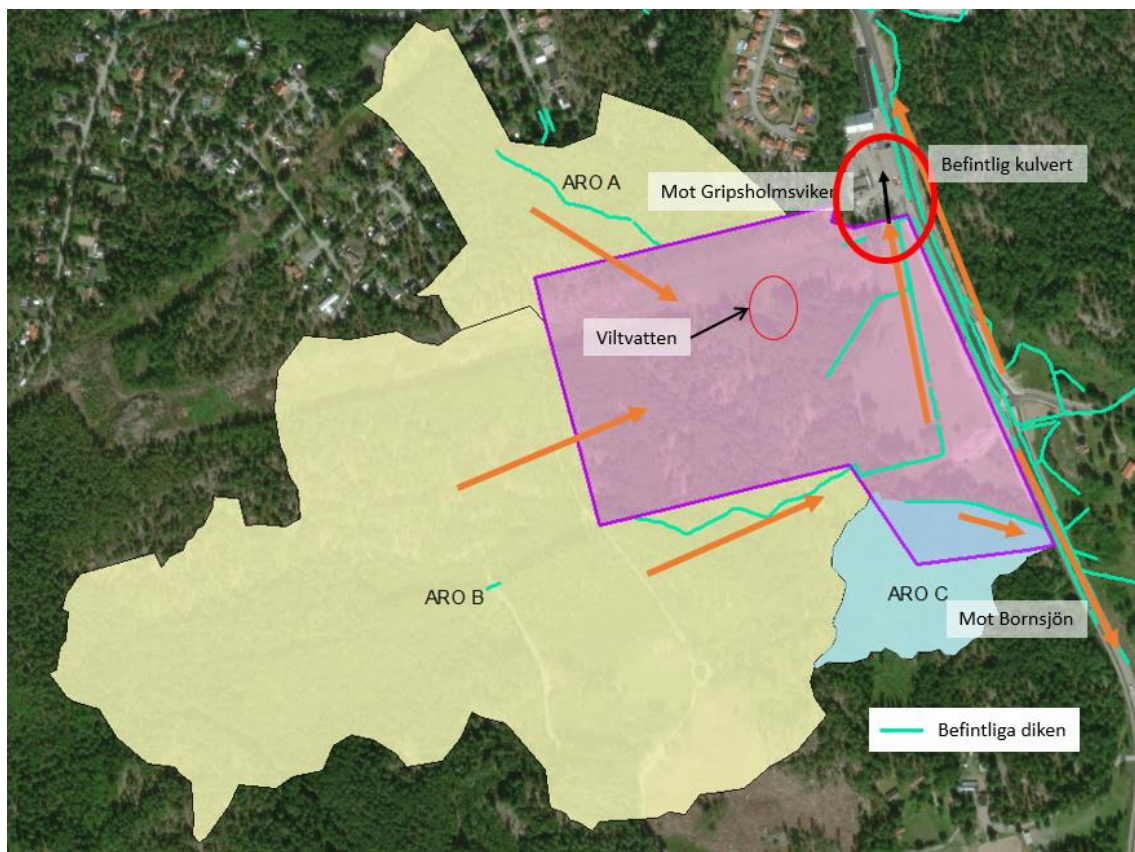 ARO A
Befintlig kulvert
Mot Gripsholmsviken
Viltvatten
ARO B
ARO C
Mot Bornsjön
Befintliga diken